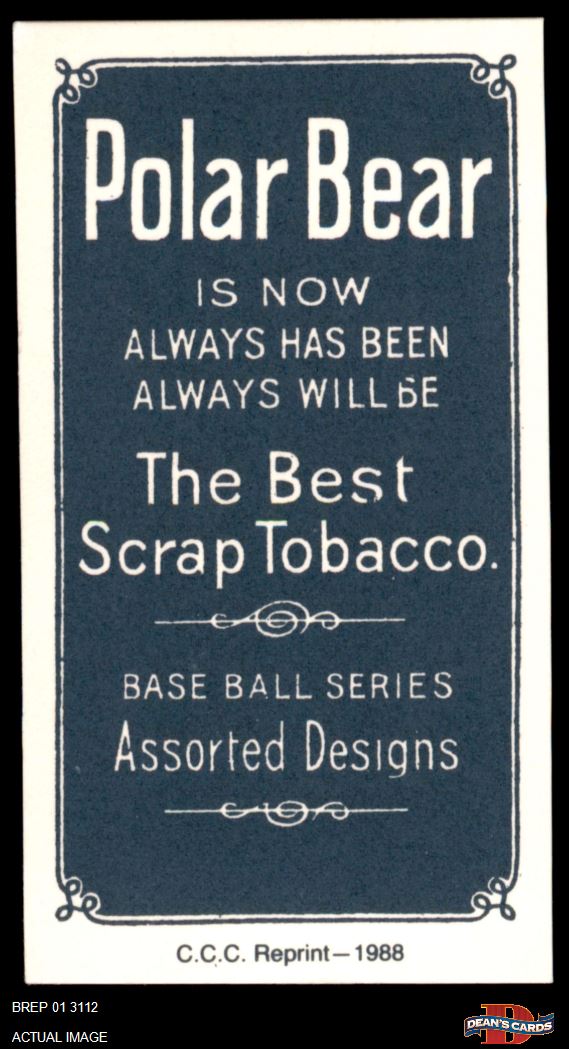 Polar Bear
IS NOW
ALWAYS HAS BEEN
ALWAYS WILL BE
The Best
Scrap Tobacco.
BASE BALL SERIES
Assorted Designs
C.C.C. Reprint—1988
BREP 01 3112
ACTUAL IMAGE
D
DEAN'S CARDS